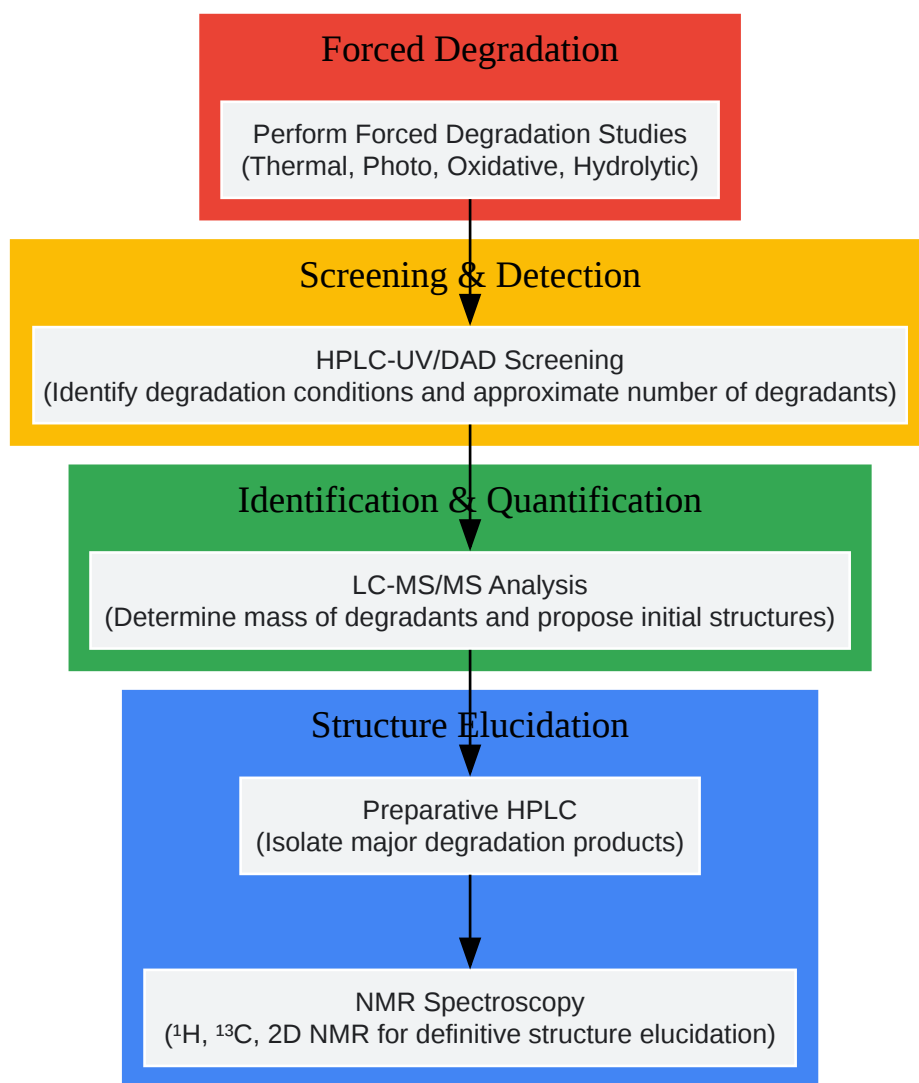 Forced Degradation
Perform Forced Degradation Studies
(Thermal, Photo, Oxidative, Hydrolytic)
Screening & Detection
HPLC-UV/DAD Screening
(Identify degradation conditions and approximate number of degradants)
Identification & Quantification
LC-MS/MS Analysis
(Determine mass of degradants and propose initial structures)
Structure Elucidation
Preparative HPLC
(Isolate major degradation products)
NMR Spectroscopy
(¹H, ¹³C, 2D NMR for definitive structure elucidation)